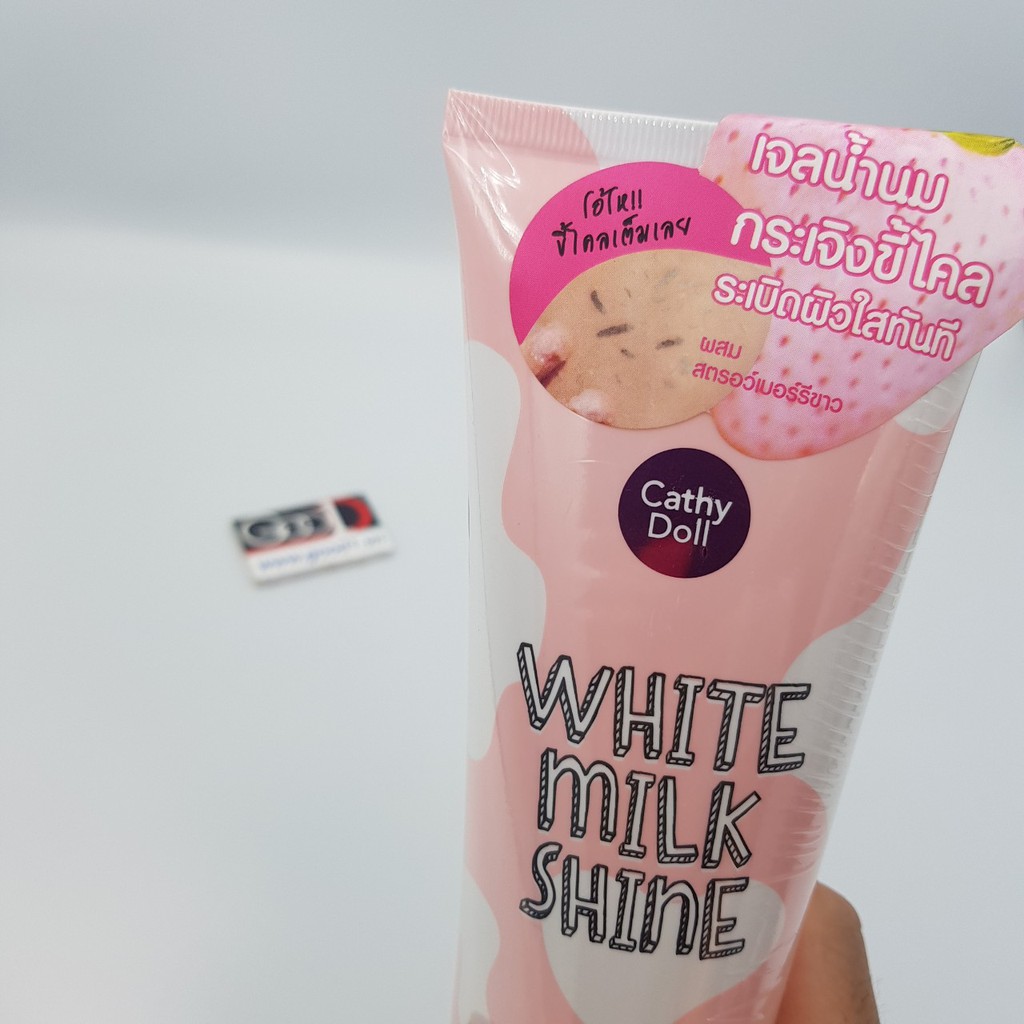 เจลน้ำนม
กระเจิงขี้ไคล
ระเบิดผิวใสทันที
ผสม
สตรอว์เบอร์รีขาว
โอ้โห!!
ขี้ไคลเต็มเลย
Cathy
Doll
WHITE
MILK
SHINE